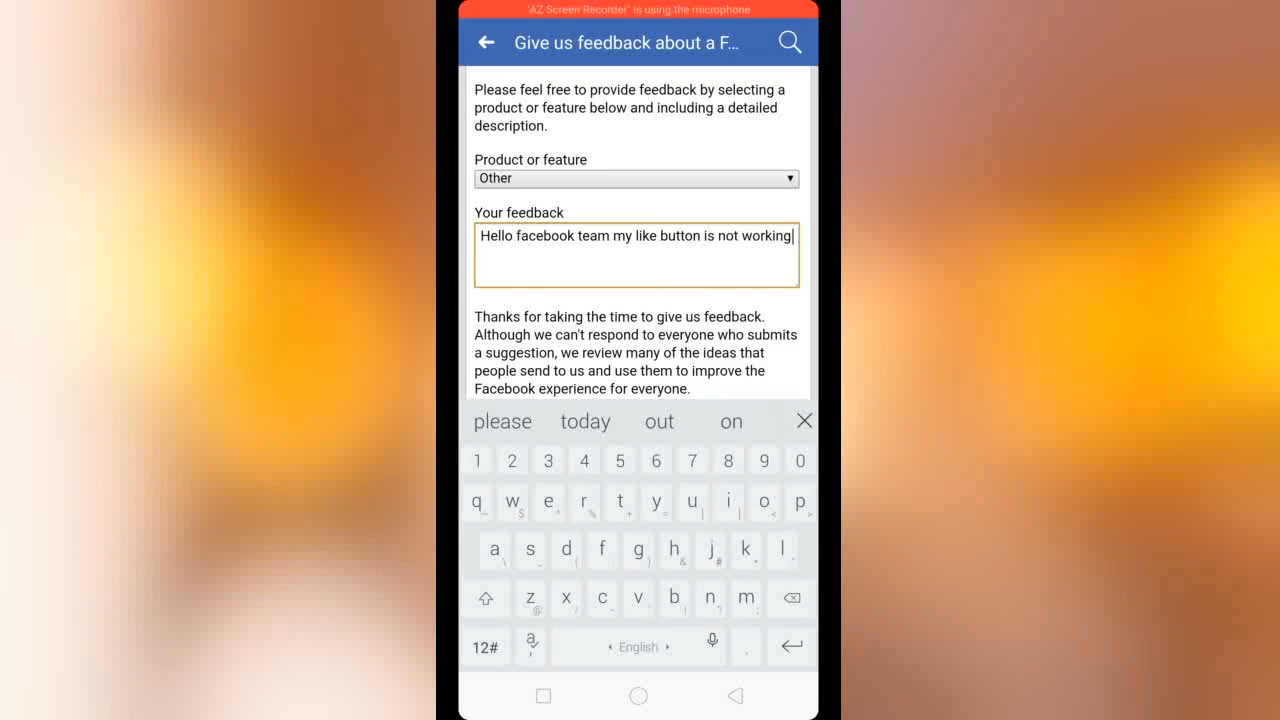 'AZ Screen Recorder" is using the microphone
Give us feedback about a F...
Please feel free to provide feedback by selecting a
product or feature below and including a detailed
description.
Product or feature
Other
Your feedback
Hello facebook team my like button is not working
Thanks for taking the time to give us feedback.
Although we can't respond to everyone who submits
a suggestion, we review many of the ideas that
people send to us and use them to improve the
Facebook experience for everyone.
please today out on
1 2 3 4 5 6 7 8 9 0
q w e r t y u i o p
a s d f g h j k l
z x c v b n m
12# a English